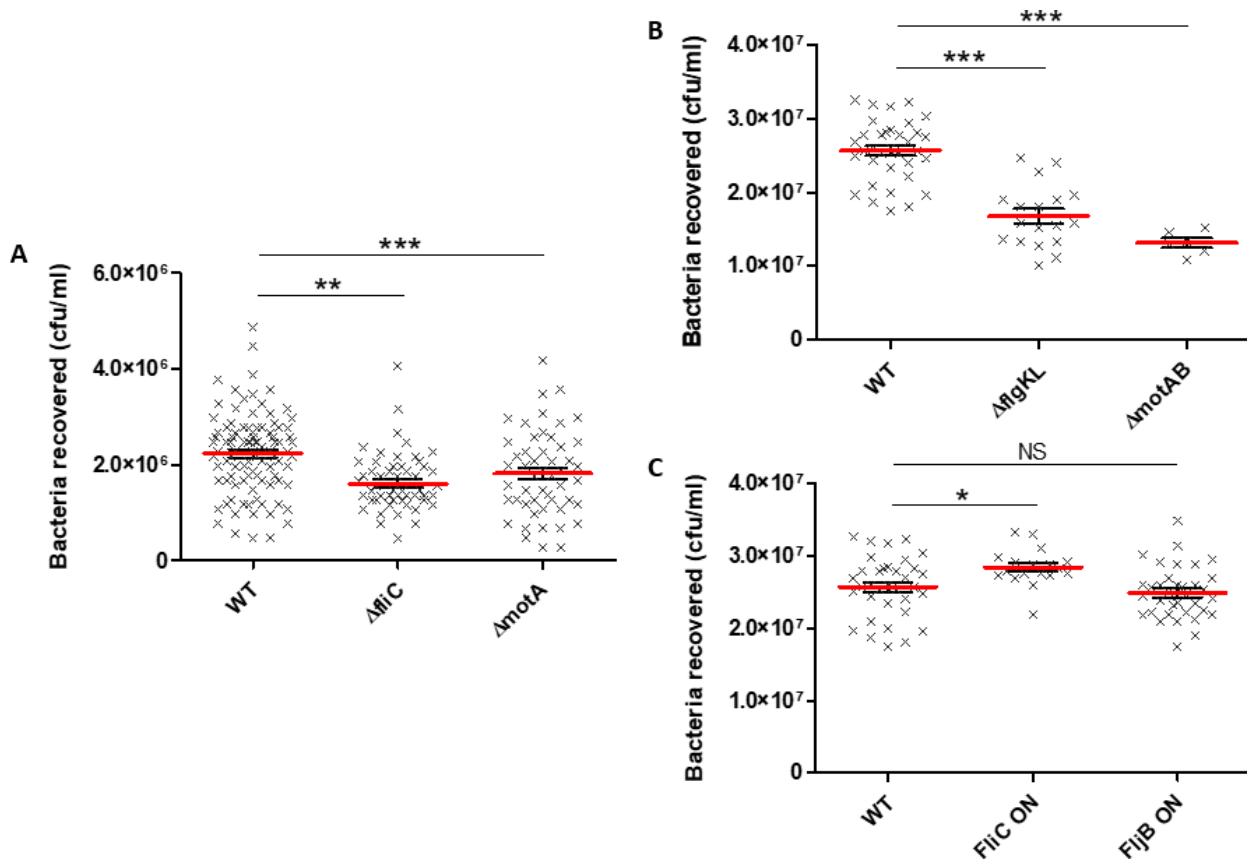 A
Bacteria recovered (cfu/ml)
6.0×10⁶
4.0×10⁶
2.0×10⁶
0
***
**
WT
ΔfliC
ΔmotA
B
Bacteria recovered (cfu/ml)
4.0×10⁷
3.0×10⁷
2.0×10⁷
1.0×10⁷
0
***
***
WT
ΔflgKL
ΔmotAB
C
Bacteria recovered (cfu/ml)
4.0×10⁷
3.0×10⁷
2.0×10⁷
1.0×10⁷
0
NS
*
WT
FliC ON
FljB ON